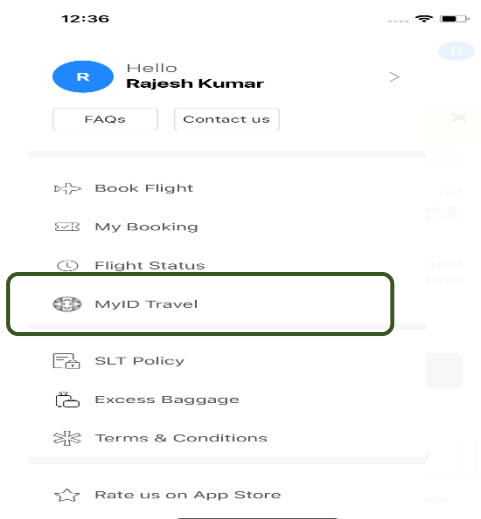 12:36
R
Hello
Rajesh Kumar
FAQs
Contact us
Book Flight
My Booking
Flight Status
MyID Travel
SLT Policy
Excess Baggage
Terms & Conditions
Rate us on App Store